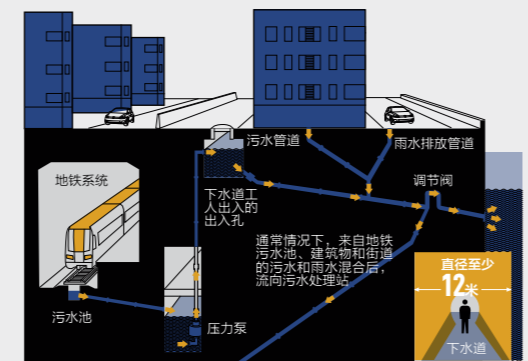 污水管道
雨水排放管道
地铁系统
调节阀
下水道工
人出入的
出入孔
通常情况下，来自地铁
污水池、建筑物和街道
的污水和雨水混合后，
流向污水处理站
直径至少
12米
污水池
压力泵
下水道